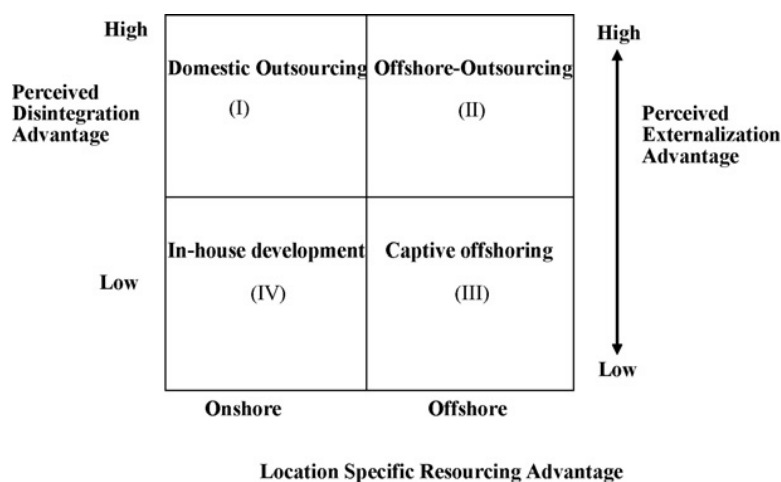 High
Domestic Outsourcing
(I)
Offshore-Outsourcing
(II)
High
Perceived
Disintegration
Advantage
Perceived
Externalization
Advantage
In-house development
(IV)
Captive offshoring
(III)
Low
Low
Onshore
Offshore
Location Specific Resourcing Advantage